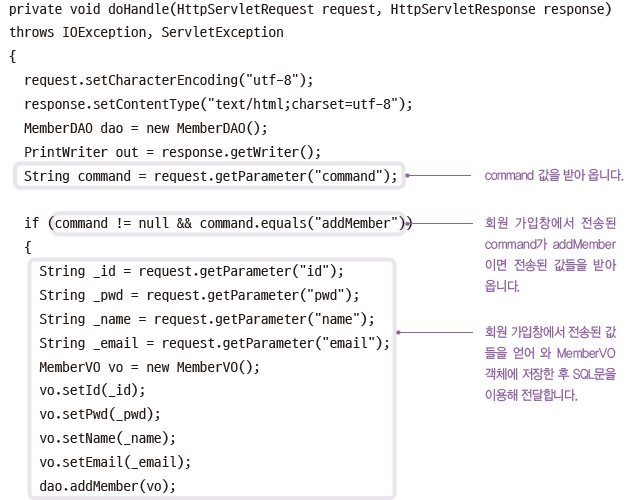 private void doHandle(HttpServletRequest request, HttpServletResponse response)
throws IOException, ServletException
{
request.setCharacterEncoding("utf-8");
response.setContentType("text/html;charset=utf-8");
MemberDAO dao = new MemberDAO();
PrintWriter out = response.getWriter();
String command = request.getParameter("command");
command 값을 받아 옵니다.
if (command != null && command.equals("addMember"))
{
회원 가입창에서 전송된
command가 addMember
이면 전송된 값들을 받아
옵니다.
String _id = request.getParameter("id");
String _pwd = request.getParameter("pwd");
String _name = request.getParameter("name");
String _email = request.getParameter("email");
MemberVO vo = new MemberVO();
vo.setId(_id);
vo.setPwd(_pwd);
vo.setName(_name);
vo.setEmail(_email);
dao.addMember(vo);
회원 가입창에서 전송된 값
들을 얻어 와 MemberVO
객체에 저장한 후 SQL문을
이용해 전달합니다.